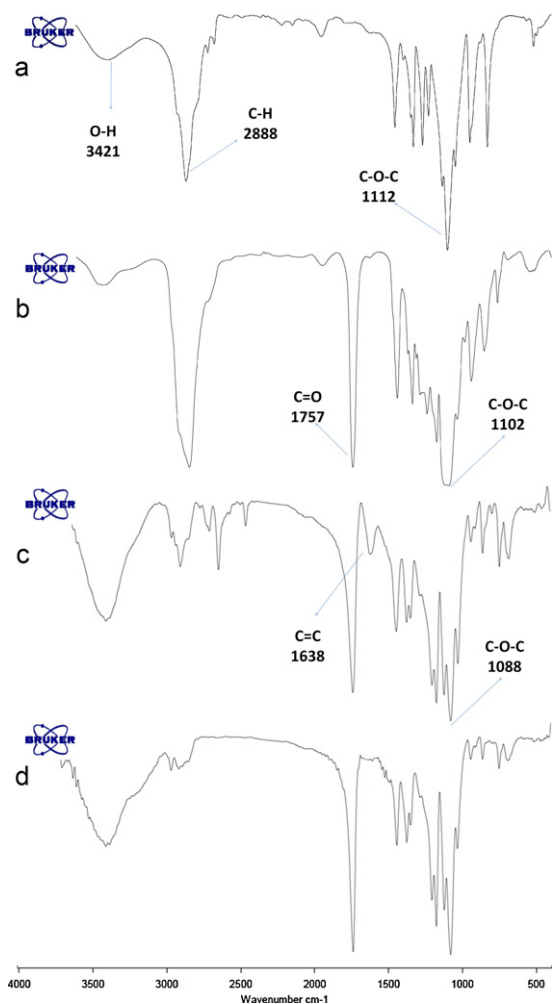 BRUKER
a
O-H
3421
C-H
2888
C-O-C
1112
BRUKER
b
C=O
1757
C-O-C
1102
BRUKER
c
C=C
1638
C-O-C
1088
BRUKER
d
4000 3500 3000 2500 2000 1500 1000 500
Wavenumber cm-1